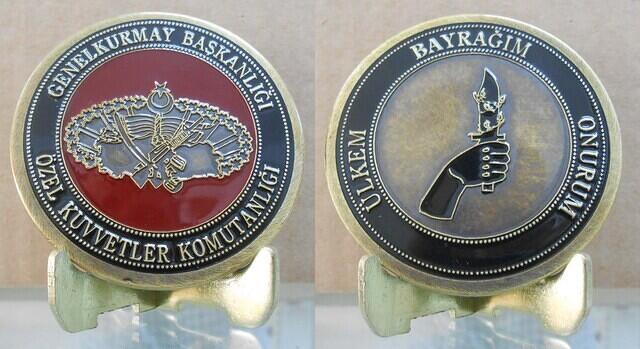 GENELKURMAY BAŞKANLIĞI
ÖZEL KUVVETLER KOMUTANLIĞI
ÜLKEM
BAYRAĞIM
ONURUM